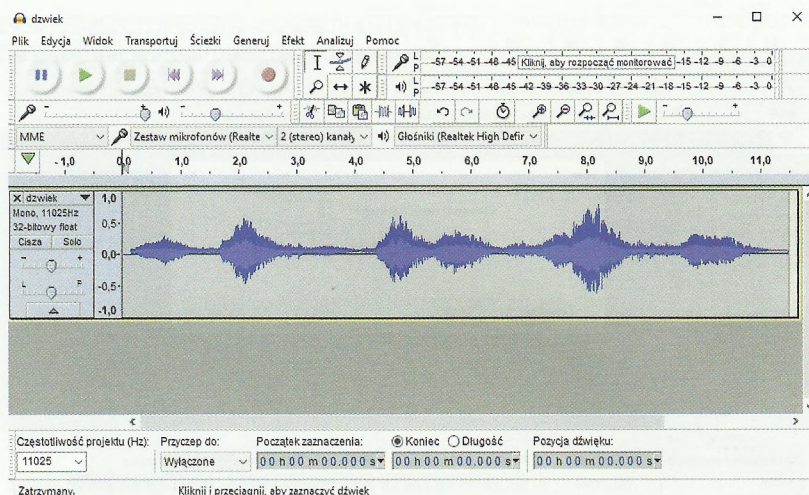 dzwiek
Plik Edycja Widok Transportuj Ścieżki Generuj Efekt Analizuj Pomoc
L -57 -54 -51 -48 -45 Kliknij, aby rozpocząć monitorować -15 -12 -9 -6 -3 0
P
L -57 -54 -51 -48 -45 -42 -39 -36 -33 -30 -27 -24 -21 -18 -15 -12 -9 -6 -3 0
P
MME Zestaw mikrofonów (Realte 2 (stereo) kanały Głośniki (Realtek High Defir
- 1,0 0,0 1,0 2,0 3,0 4,0 5,0 6,0 7,0 8,0 9,0 10,0 11,0
X dzwiek 1,0
Mono, 11025Hz
32-bitowy float 0,5
Cisza Solo
- + 0,0
L P -0,5
-1,0
Częstotliwość projektu (Hz): Przyczep do: Początek zaznaczenia: Koniec Długość Pozycja dźwięku:
11025 Wyłączone 00 h 00 m 00.000 s 00 h 00 m 00.000 s 00 h 00 m 00.000 s
Zatrzymany. Kliknij i przeciągnij, aby zaznaczyć dźwięk